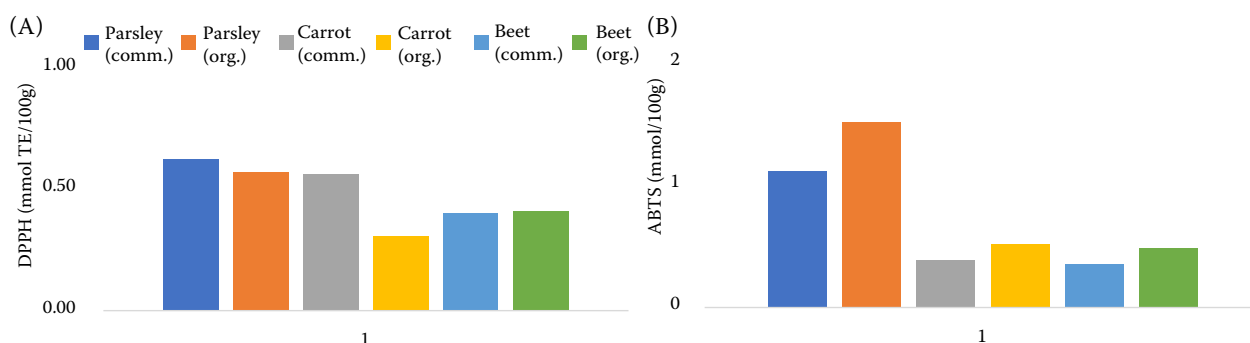 (A)
Parsley
(comm.)
Parsley
(org.)
Carrot
(comm.)
Carrot
(org.)
Beet
(comm.)
Beet
(org.)
DPPH (mmol TE/100g)
1.00
0.50
0.00
1
(B)
ABTS (mmol/100g)
2
1
0
1